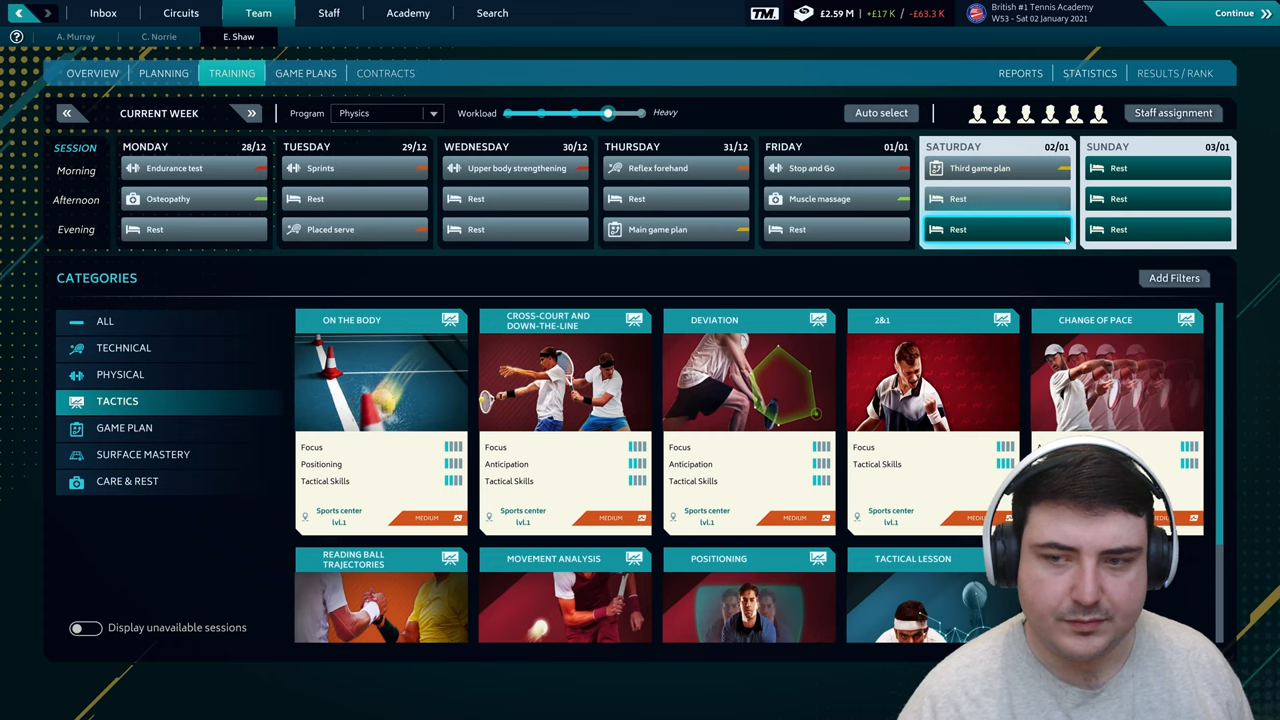 Inbox
Circuits
Team
Staff
Academy
Search
TM.
£2.59 M | +£17 K / -£63.3 K
British #1 Tennis Academy
W53 - Sat 02 January 2021
Continue
?
A. Murray
C. Norrie
E. Shaw
OVERVIEW
PLANNING
TRAINING
GAME PLANS
CONTRACTS
REPORTS
STATISTICS
RESULTS / RANK
CURRENT WEEK
Program
Physics
Workload
Heavy
Auto select
Staff assignment
SESSION
MONDAY 28/12
TUESDAY 29/12
WEDNESDAY 30/12
THURSDAY 31/12
FRIDAY 01/01
SATURDAY 02/01
SUNDAY 03/01
Morning
Endurance test
Sprints
Upper body strengthening
Reflex forehand
Stop and Go
Third game plan
Rest
Afternoon
Osteopathy
Rest
Rest
Rest
Muscle massage
Rest
Rest
Evening
Rest
Placed serve
Rest
Main game plan
Rest
Rest
Rest
CATEGORIES
Add Filters
ALL
TECHNICAL
PHYSICAL
TACTICS
GAME PLAN
SURFACE MASTERY
CARE & REST
Display unavailable sessions
ON THE BODY
Focus
Positioning
Tactical Skills
Sports center
lvl.1
MEDIUM
CROSS-COURT AND
DOWN-THE-LINE
Focus
Anticipation
Tactical Skills
Sports center
lvl.1
MEDIUM
DEVIATION
Focus
Anticipation
Tactical Skills
Sports center
lvl.1
MEDIUM
2&1
Focus
Tactical Skills
Sports center
lvl.1
CHANGE OF PACE
READING BALL
TRAJECTORIES
MOVEMENT ANALYSIS
POSITIONING
TACTICAL LESSON